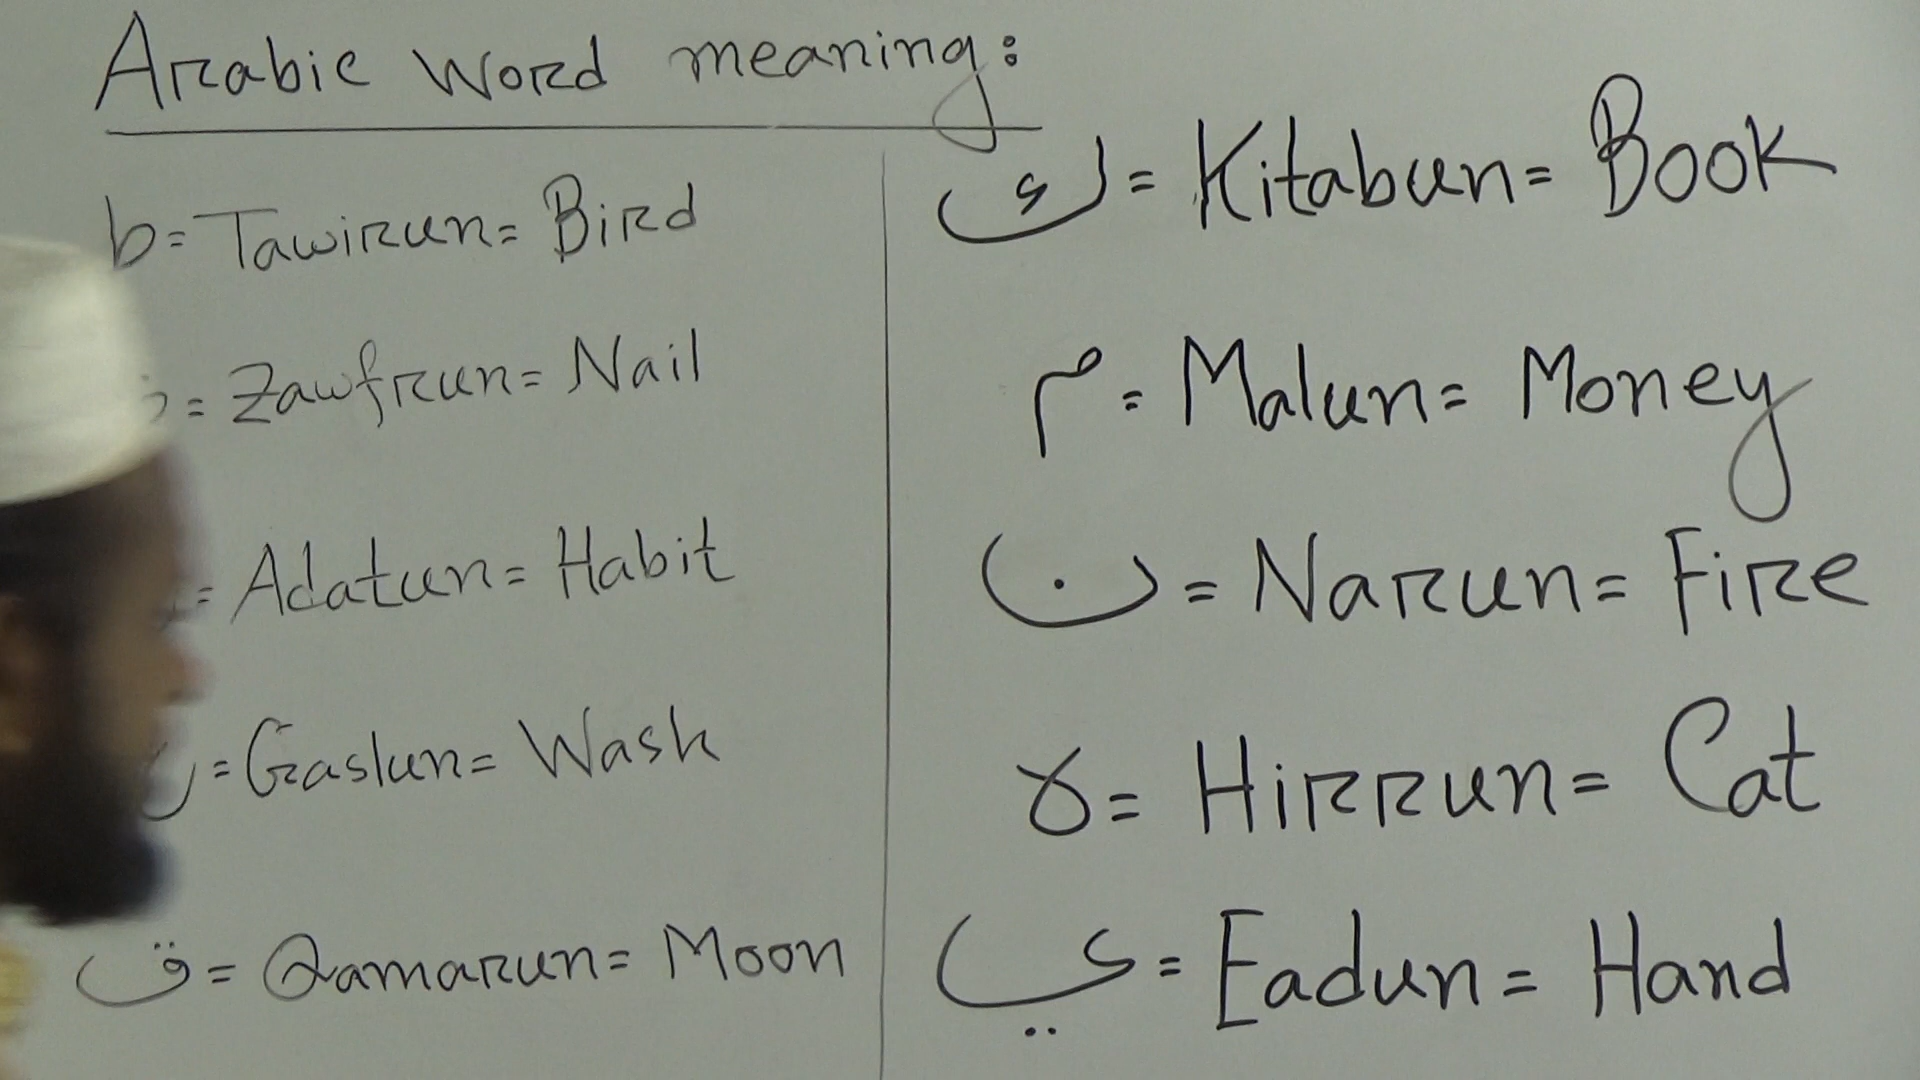 Arabic Word meaning:
ط = Tawirun = Bird
= Zawfrun = Nail
= Adatun = Habit
= Gaslun = Wash
ق = Qamarun = Moon
ك = Kitabun = Book
م = Malun = Money
ن = Narun = Fire
ه = Hirrun = Cat
ي = Eadun = Hand